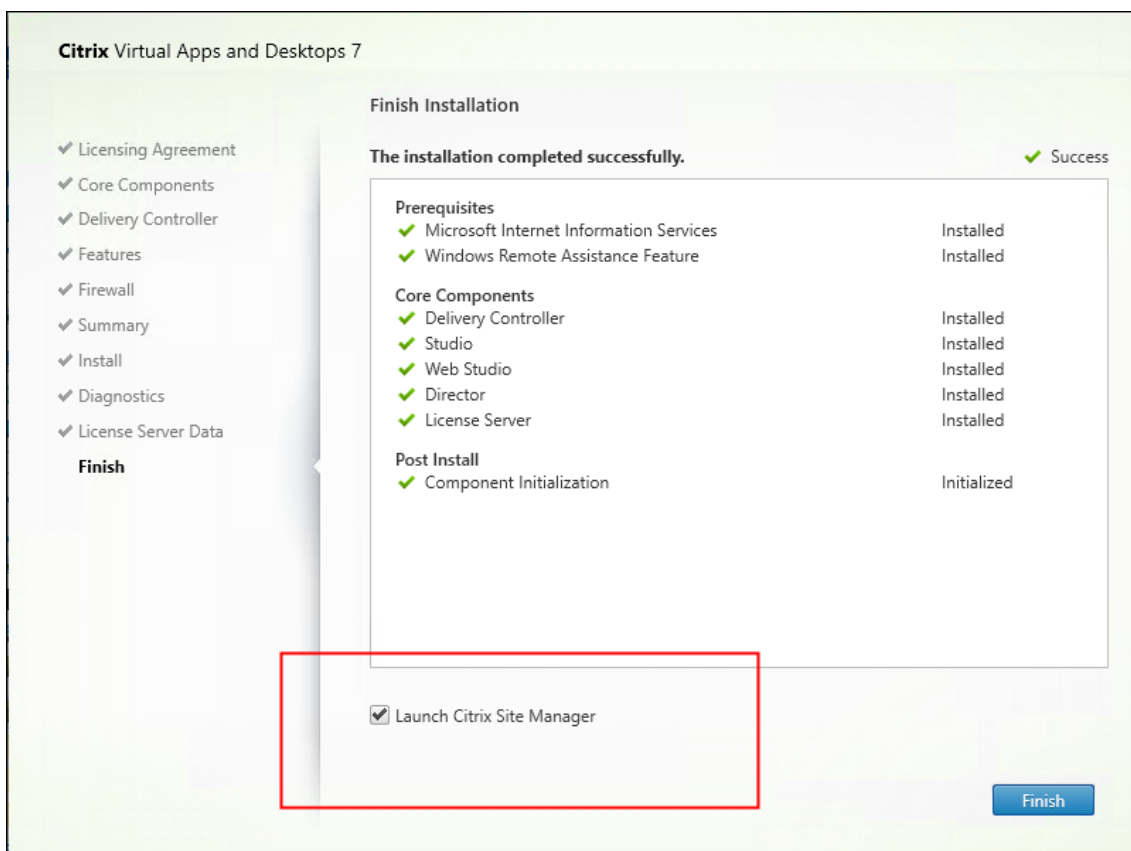 Citrix Virtual Apps and Desktops 7
Licensing Agreement
Core Components
Delivery Controller
Features
Firewall
Summary
Install
Diagnostics
License Server Data
Finish
Finish Installation
The installation completed successfully. Success
Prerequisites
Microsoft Internet Information Services Installed
Windows Remote Assistance Feature Installed
Core Components
Delivery Controller Installed
Studio Installed
Web Studio Installed
Director Installed
License Server Installed
Post Install
Component Initialization Initialized
Launch Citrix Site Manager
Finish